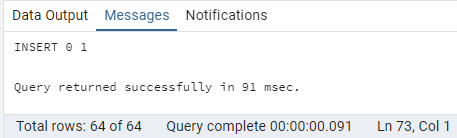 Data Output Messages Notifications
INSERT 0 1
Query returned successfully in 91 msec.
Total rows: 64 of 64 Query complete 00:00:00.091 Ln 73, Col 1